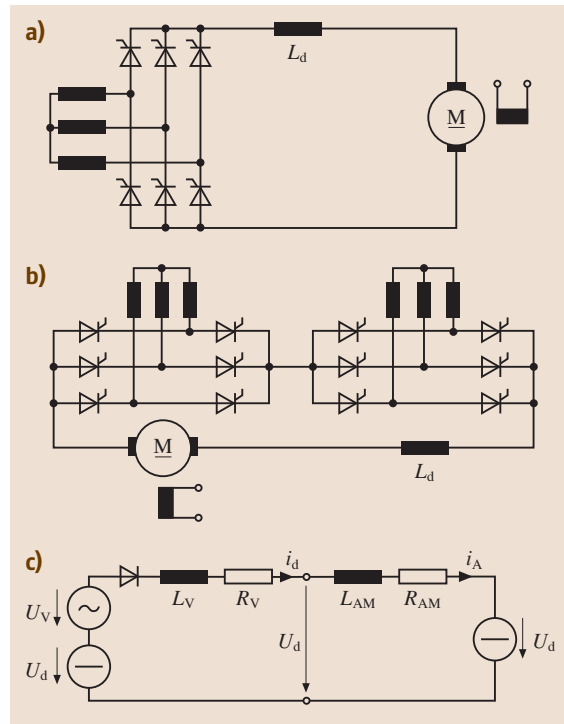 a)
L_d
M
b)
M
L_d
c)
i_d
i_A
L_V
R_V
L_AM
R_AM
U_V
U_d
U_d
U_d